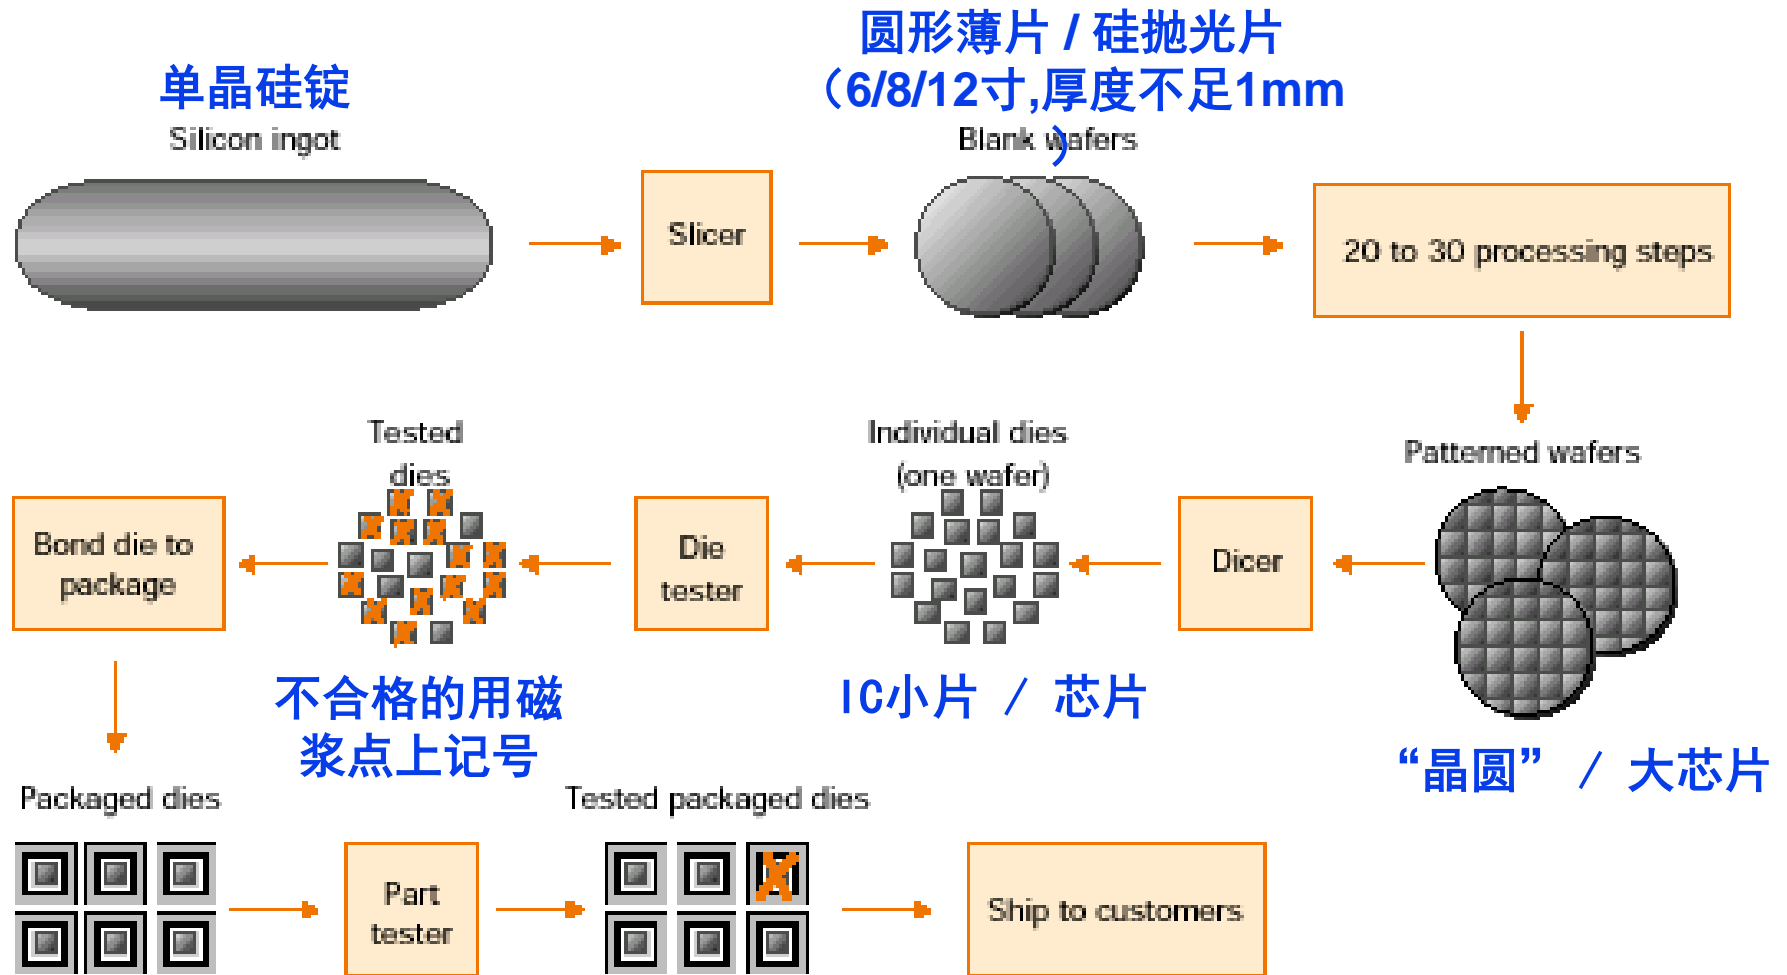 单晶硅锭
Silicon ingot
圆形薄片 / 硅抛光片
（6/8/12寸,厚度不足1mm
）
Blank wafers
Slicer
20 to 30 processing steps
Patterned wafers
“晶圆” / 大芯片
Dicer
Individual dies
(one wafer)
IC小片 / 芯片
Die
tester
Tested
dies
不合格的用磁
浆点上记号
Bond die to
package
Packaged dies
Part
tester
Tested packaged dies
Ship to customers